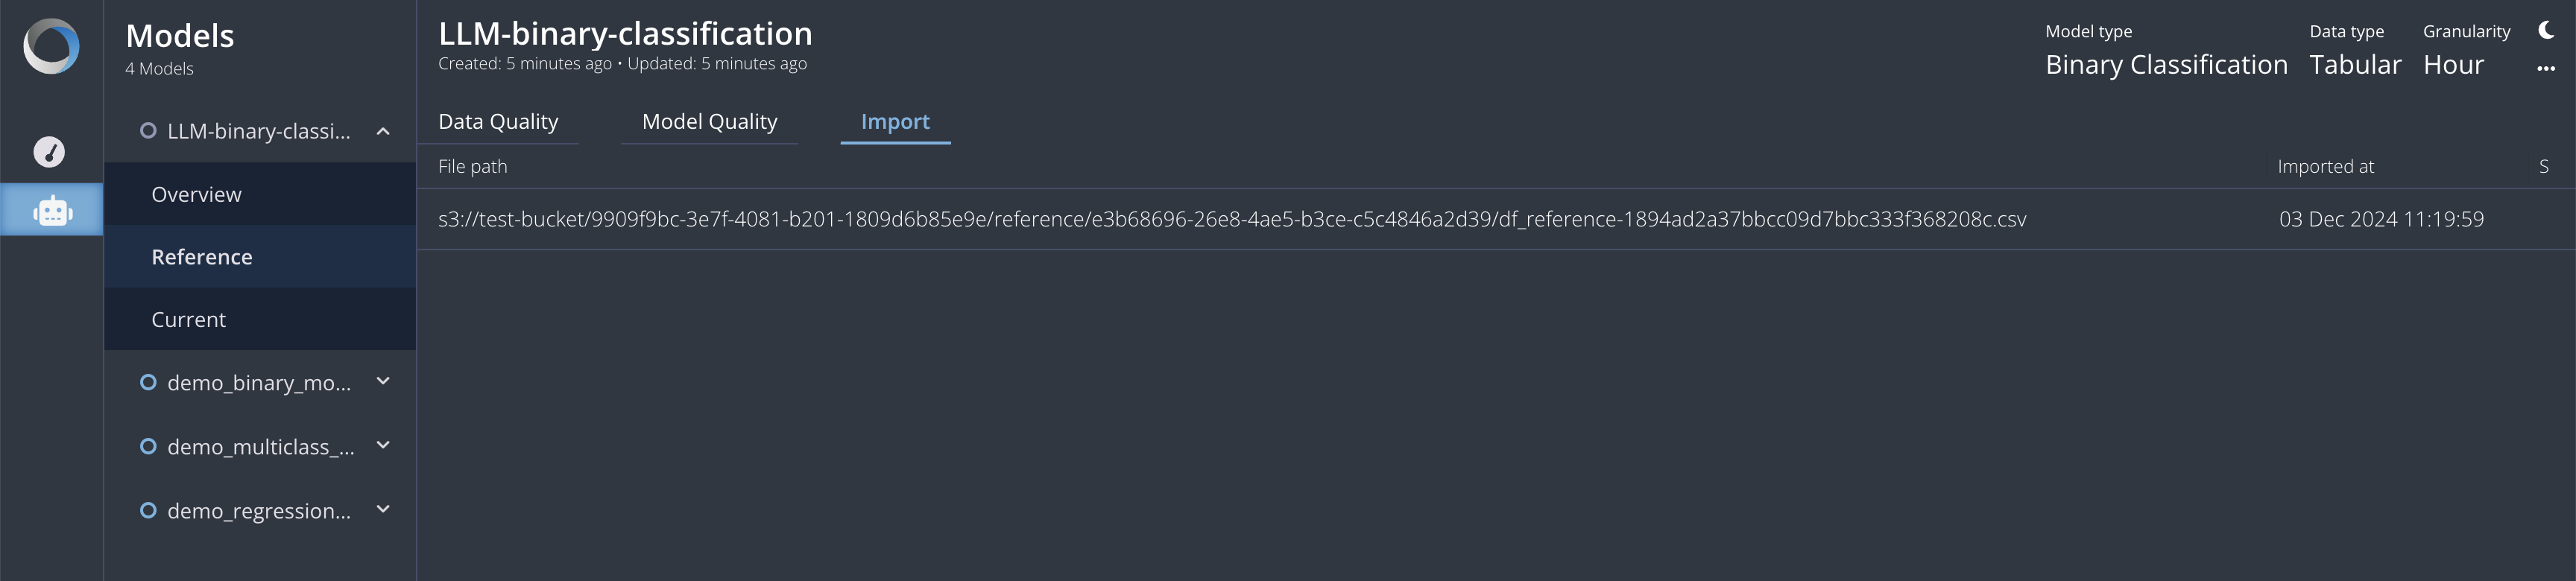 Models
4 Models
LLM-binary-classi...
Overview
Reference
Current
demo_binary_mo...
demo_multiclass_...
demo_regression...
LLM-binary-classification
Created: 5 minutes ago • Updated: 5 minutes ago
Model type
Binary Classification
Data type
Tabular
Granularity
Hour
Data Quality
Model Quality
Import
File path
Imported at
S
s3://test-bucket/9909f9bc-3e7f-4081-b201-1809d6b85e9e/reference/e3b68696-26e8-4ae5-b3ce-c5c4846a2d39/df_reference-1894ad2a37bbcc09d7bbc333f368208c.csv
03 Dec 2024 11:19:59